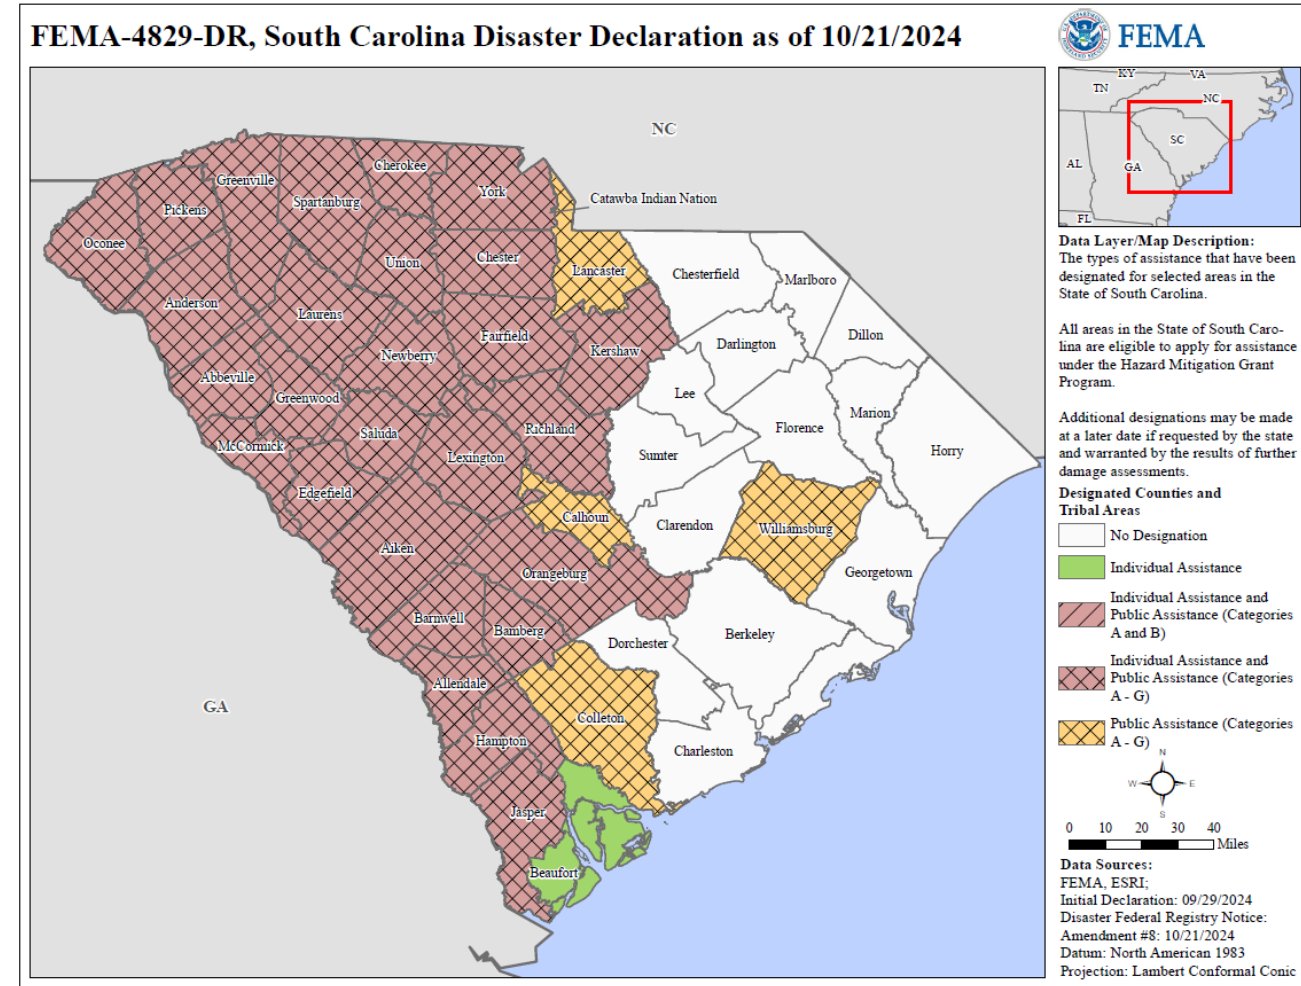 FEMA-4829-DR, South Carolina Disaster Declaration as of 10/21/2024
FEMA
KY
VA
TN
NC
SC
AL
GA
FL
NC
Catawba Indian Nation
Cherokee
Greenville
York
Spartanburg
Pickens
Oconee
Union
Chester
Lancaster
Chesterfield
Marlboro
Anderson
Laurens
Fairfield
Dillon
Darlington
Kershaw
Newberry
Abbeville
Greenwood
Lee
Marion
Saluda
Richland
Florence
McCormick
Lexington
Sumter
Horry
Edgefield
Calhoun
Clarendon
Williamsburg
Aiken
Orangeburg
Georgetown
Barnwell
Bamberg
Dorchester
Berkeley
Allendale
GA
Colleton
Hampton
Charleston
Jasper
Beaufort
Data Layer/Map Description:
The types of assistance that have been
designated for selected areas in the
State of South Carolina.
All areas in the State of South Caro-
lina are eligible to apply for assistance
under the Hazard Mitigation Grant
Program.
Additional designations may be made
at a later date if requested by the state
and warranted by the results of further
damage assessments.
Designated Counties and
Tribal Areas
No Designation
Individual Assistance
Individual Assistance and
Public Assistance (Categories
A and B)
Individual Assistance and
Public Assistance (Categories
A - G)
Public Assistance (Categories
A - G)
N
W
E
S
0 10 20 30 40
Miles
Data Sources:
FEMA, ESRI;
Initial Declaration: 09/29/2024
Disaster Federal Registry Notice:
Amendment #8: 10/21/2024
Datum: North American 1983
Projection: Lambert Conformal Conic